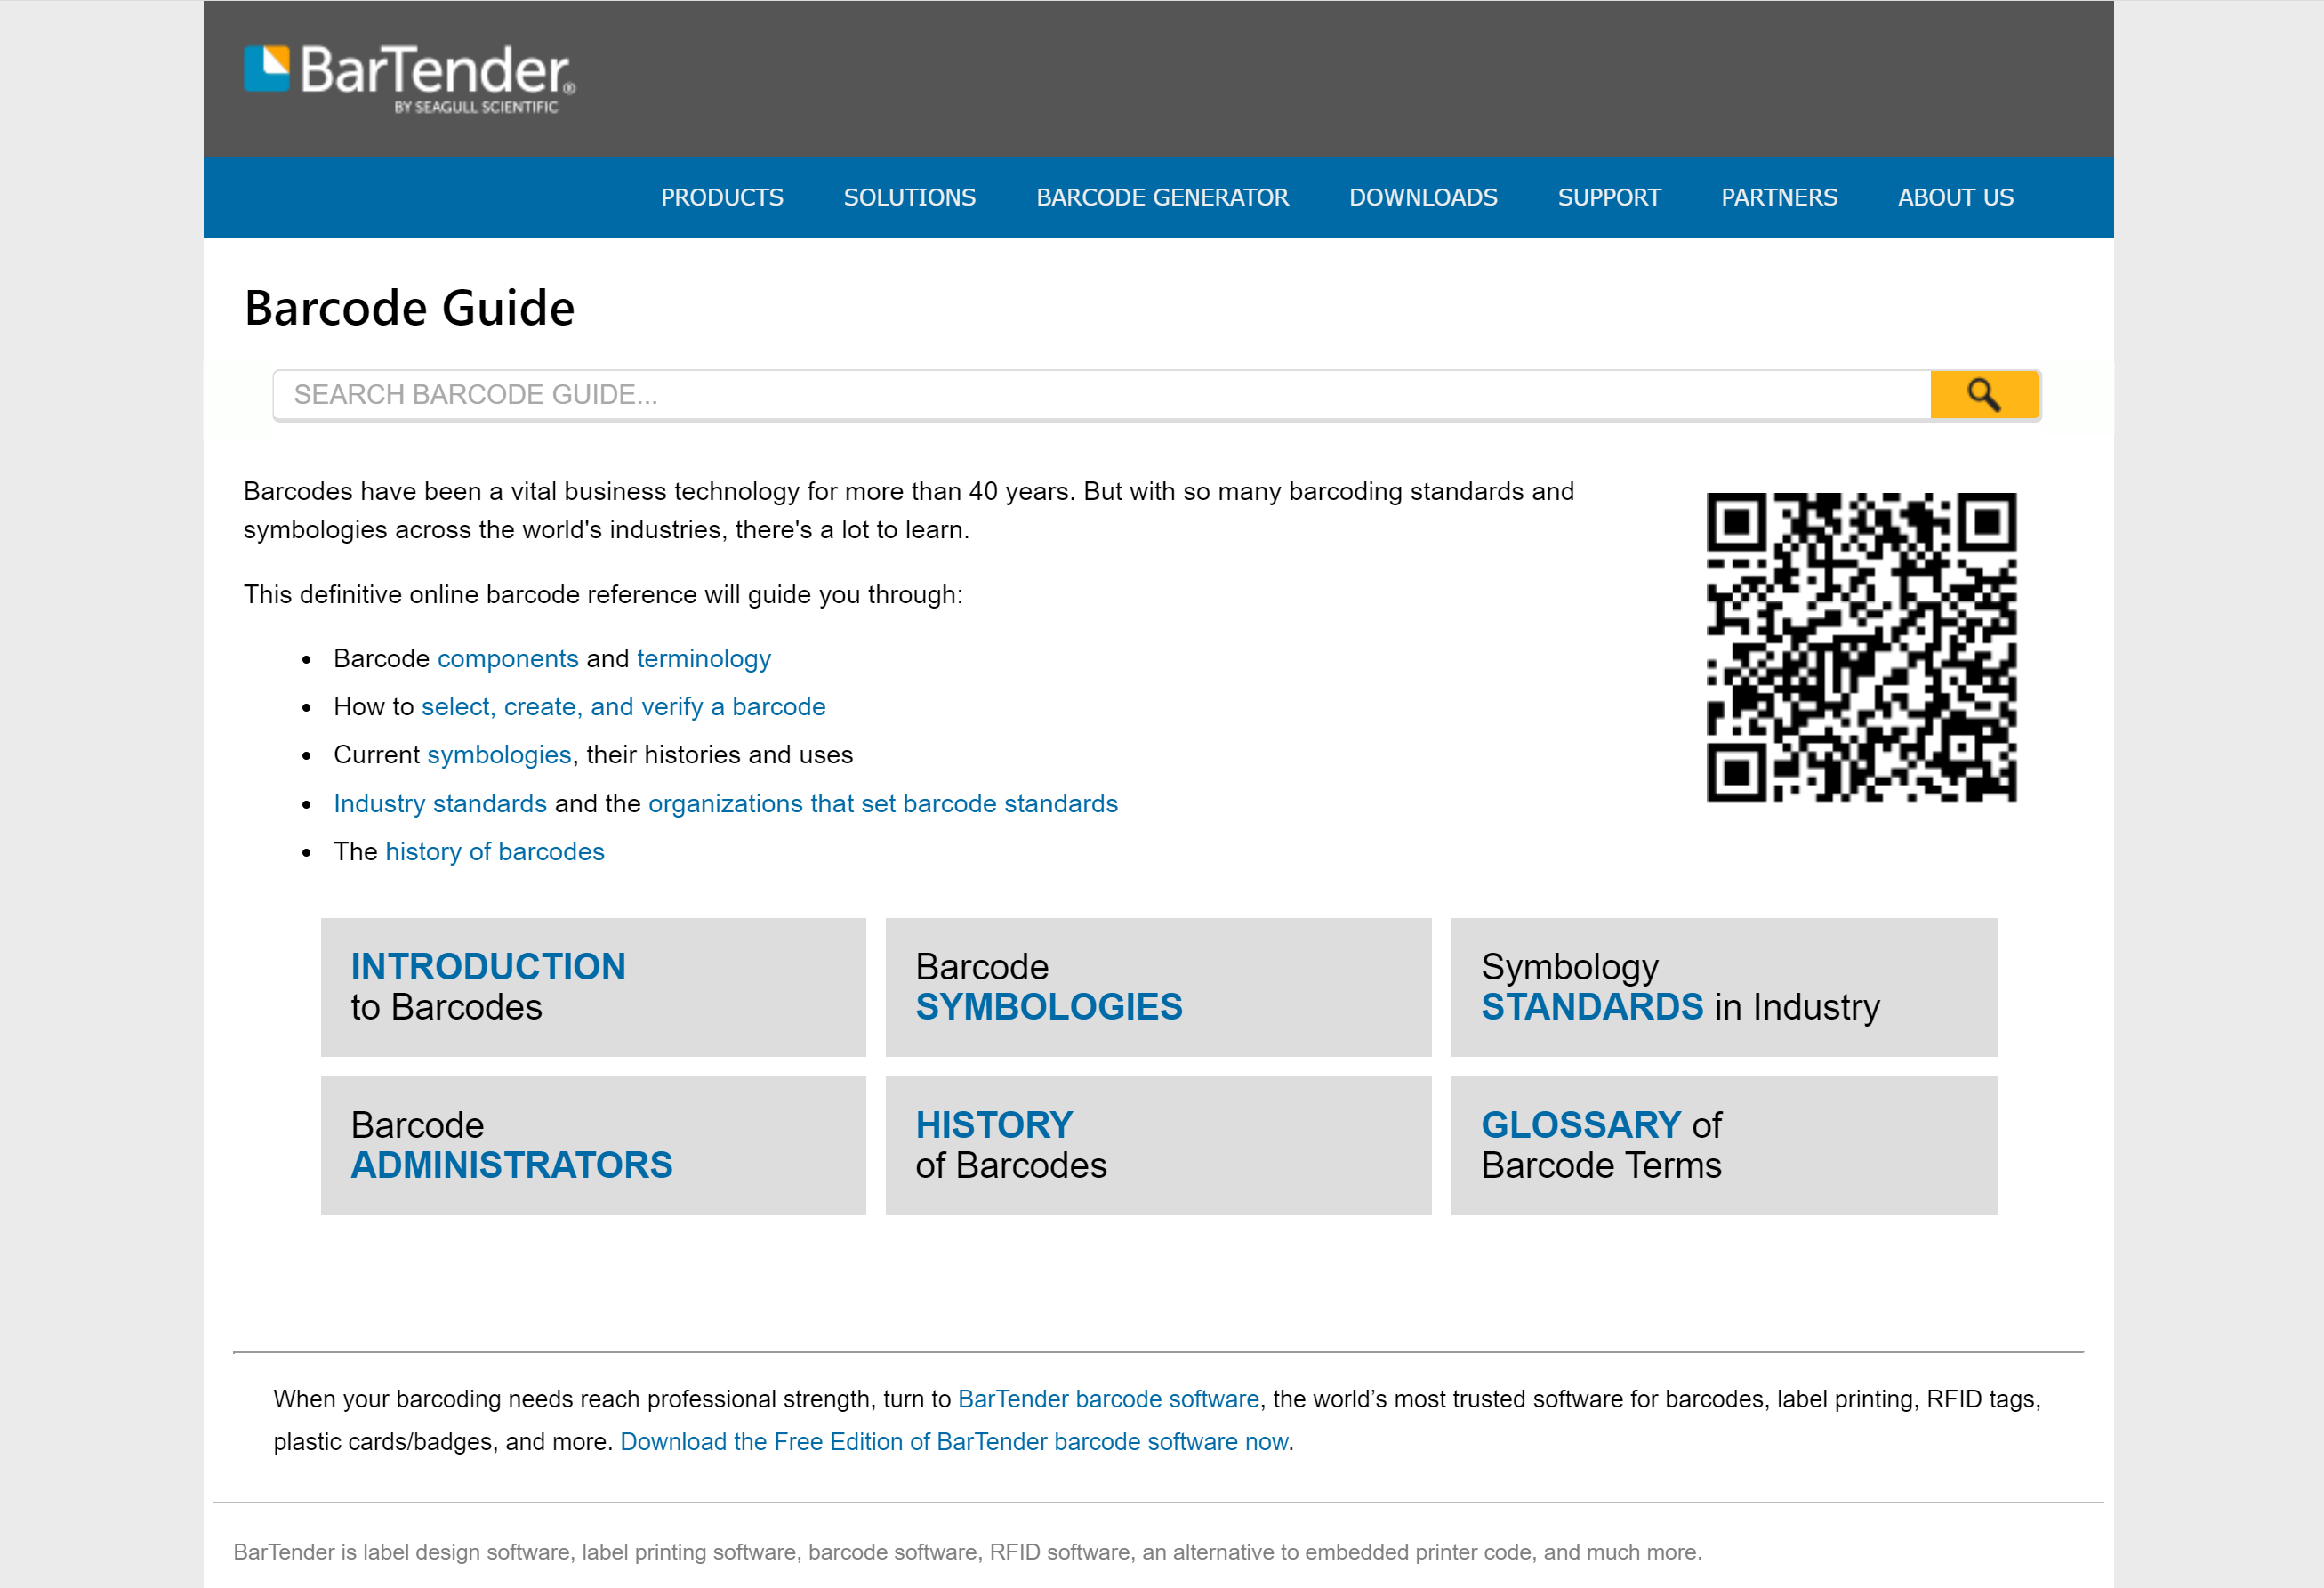 BarTender®
BY SEAGULL SCIENTIFIC
PRODUCTS SOLUTIONS BARCODE GENERATOR DOWNLOADS SUPPORT PARTNERS ABOUT US
Barcode Guide
SEARCH BARCODE GUIDE...
Barcodes have been a vital business technology for more than 40 years. But with so many barcoding standards and
symbologies across the world's industries, there's a lot to learn.
This definitive online barcode reference will guide you through:
• Barcode components and terminology
• How to select, create, and verify a barcode
• Current symbologies, their histories and uses
• Industry standards and the organizations that set barcode standards
• The history of barcodes
INTRODUCTION
to Barcodes
Barcode
SYMBOLOGIES
Symbology
STANDARDS in Industry
Barcode
ADMINISTRATORS
HISTORY
of Barcodes
GLOSSARY of
Barcode Terms
When your barcoding needs reach professional strength, turn to BarTender barcode software, the world’s most trusted software for barcodes, label printing, RFID tags,
plastic cards/badges, and more. Download the Free Edition of BarTender barcode software now.
BarTender is label design software, label printing software, barcode software, RFID software, an alternative to embedded printer code, and much more.